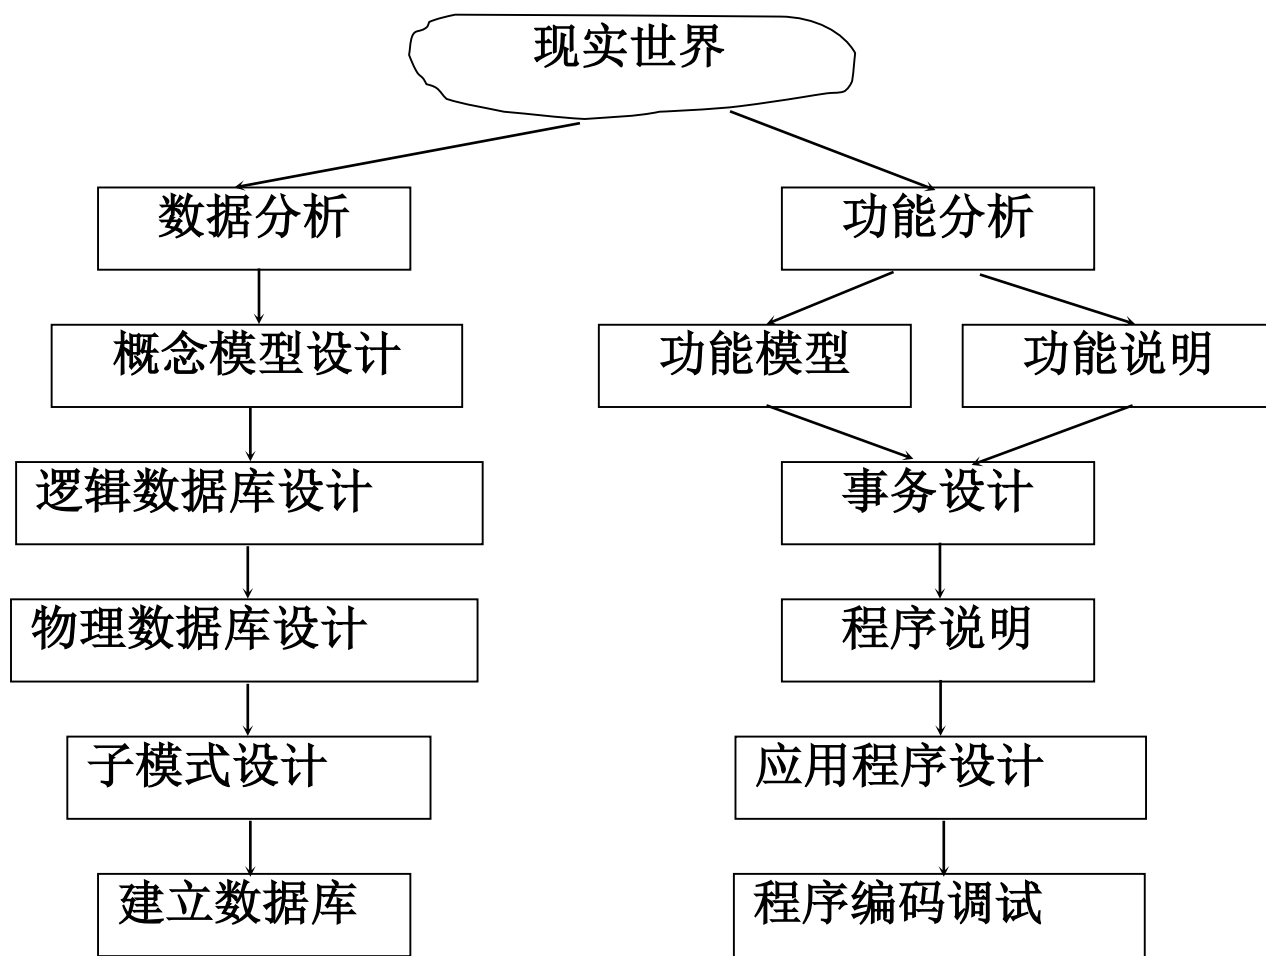 现实世界
数据分析
功能分析
概念模型设计
功能模型
功能说明
逻辑数据库设计
事务设计
物理数据库设计
程序说明
子模式设计
应用程序设计
建立数据库
程序编码调试